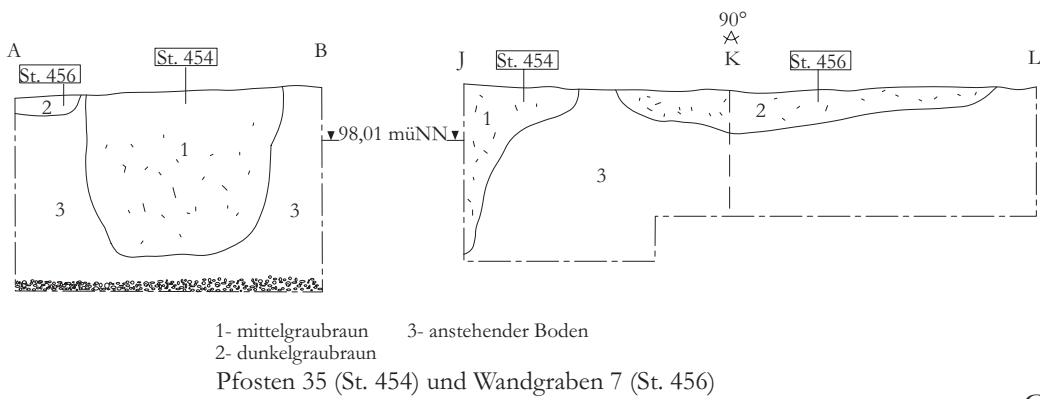 90°
A
St. 454
B
J
St. 454
K
St. 456
L
St. 456
2
1
2
1
▼98,01 müNN▼
3
3
3
1- mittelgraubraun 3- anstehender Boden
2- dunkelgraubraun
Pfosten 35 (St. 454) und Wandgraben 7 (St. 456)